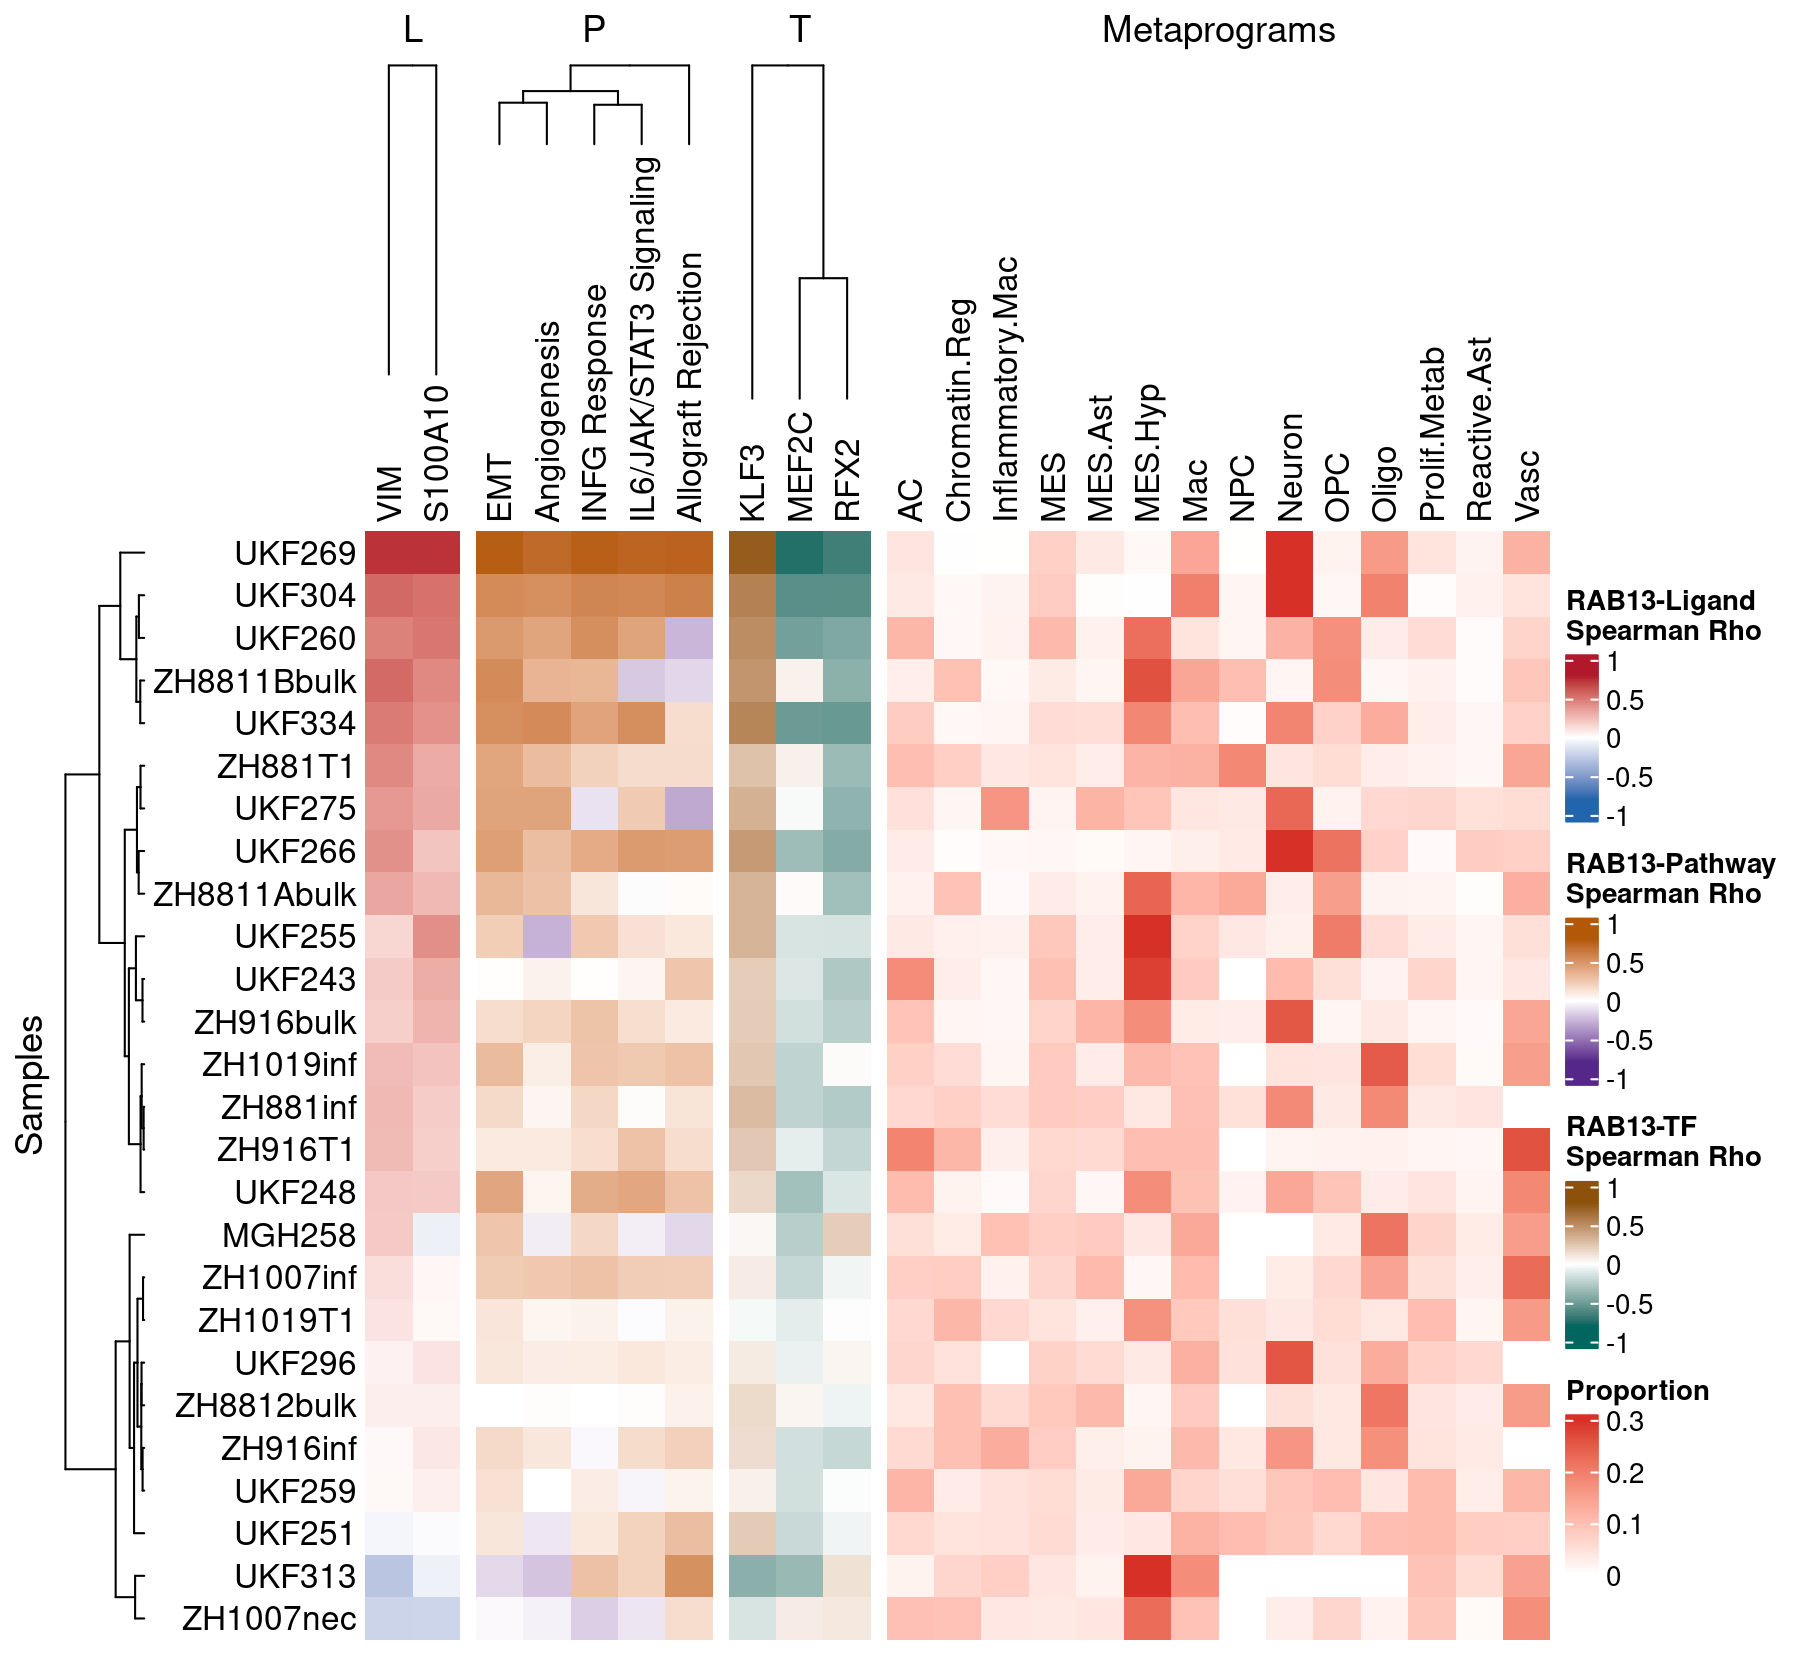 L P T Metaprograms
VIM
S100A10
EMT
Angiogenesis
INFG Response
IL6/JAK/STAT3 Signaling
Allograft Rejection
KLF3
MEF2C
RFX2
AC
Chromatin.Reg
Inflammatory.Mac
MES
MES.Ast
MES.Hyp
Mac
NPC
Neuron
OPC
Oligo
Prolif.Metab
Reactive.Ast
Vasc
Samples
UKF269
UKF304
UKF260
ZH8811Bbulk
UKF334
ZH881T1
UKF275
UKF266
ZH8811Abulk
UKF255
UKF243
ZH916bulk
ZH1019inf
ZH881inf
ZH916T1
UKF248
MGH258
ZH1007inf
ZH1019T1
UKF296
ZH8812bulk
ZH916inf
UKF259
UKF251
UKF313
ZH1007nec
RAB13-Ligand
Spearman Rho
1
0.5
0
-0.5
-1
RAB13-Pathway
Spearman Rho
1
0.5
0
-0.5
-1
RAB13-TF
Spearman Rho
1
0.5
0
-0.5
-1
Proportion
0.3
0.2
0.1
0